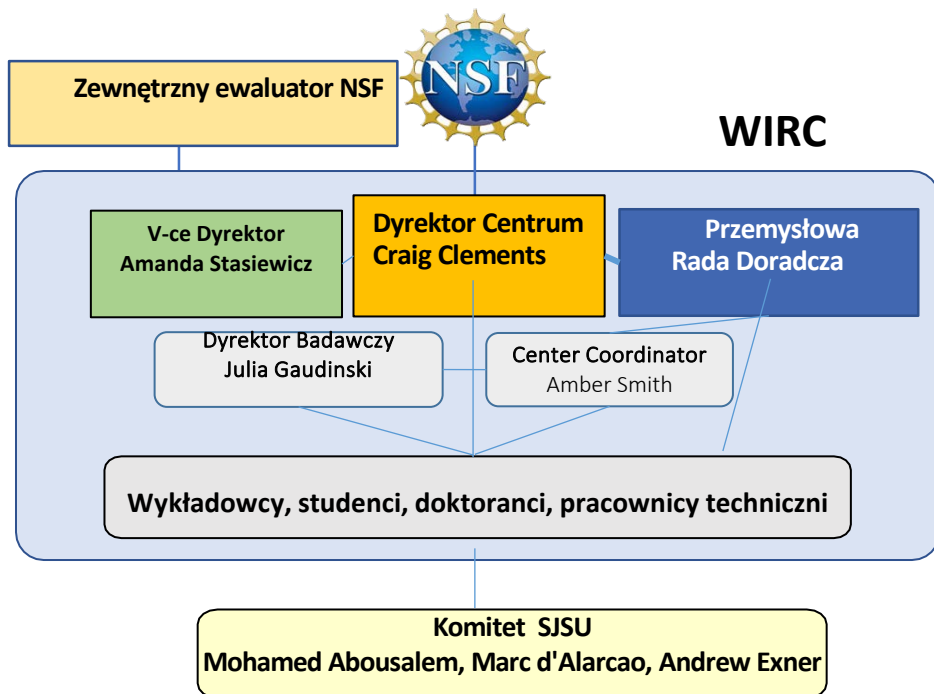 Zewnętrzny ewaluator NSF
NSF
WIRC
V-ce Dyrektor
Amanda Stasiewicz
Dyrektor Centrum
Craig Clements
Przemysłowa
Rada Doradcza
Dyrektor Badawczy
Julia Gaudinski
Center Coordinator
Amber Smith
Wykładowcy, studenci, doktoranci, pracownicy techniczni
Komitet SJSU
Mohamed Abousalem, Marc d'Alarcao, Andrew Exner